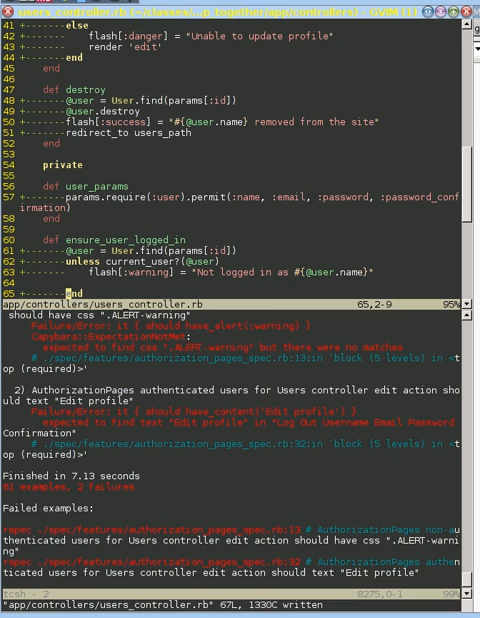 users_controller.rb (~/classes/...p_together/app/controllers) - GVIM (1)
41 +-------else
42 +-------    flash[:danger] = "Unable to update profile"
43 +-------    render 'edit'
44 +-------end
45     end
46
47     def destroy
48 +-------@user = User.find(params[:id])
49 +-------@user.destroy
50 +-------flash[:success] = "#{@user.name} removed from the site"
51 +-------redirect_to users_path
52     end
53
54     private
55
56     def user_params
57 +-------params.require(:user).permit(:name, :email, :password, :password_conf
irmation)
58     end
59
60     def ensure_user_logged_in
61 +-------@user = User.find(params[:id])
62 +-------unless current_user?(@user)
63 +-------    flash[:warning] = "Not logged in as #{@user.name}"
64
65 +-------end
app/controllers/users_controller.rb 65,2-9 95%
should have css ".ALERT-warning"
Failure/Error: it { should have_alert(:warning) }
Capybara::ExpectationNotMet:
expected to find css ".ALERT-warning" but there were no matches
# ./spec/features/authorization_pages_spec.rb:13:in `block (5 levels) in <t
op (required)>'
2) AuthorizationPages authenticated users for Users controller edit action sho
uld text "Edit profile"
Failure/Error: it { should have_content('Edit profile') }
expected to find text "Edit profile" in "Log Out Username Email Password
Confirmation"
# ./spec/features/authorization_pages_spec.rb:32:in `block (5 levels) in <t
op (required)>'
Finished in 7.13 seconds
61 examples, 2 failures
Failed examples:
rspec ./spec/features/authorization_pages_spec.rb:13 # AuthorizationPages non-au
thenticated users for Users controller edit action should have css ".ALERT-warni
ng"
rspec ./spec/features/authorization_pages_spec.rb:32 # AuthorizationPages authen
ticated users for Users controller edit action should text "Edit profile"
tcsh - 2 8275,0-1 99%
"app/controllers/users_controller.rb" 67L, 1330C written